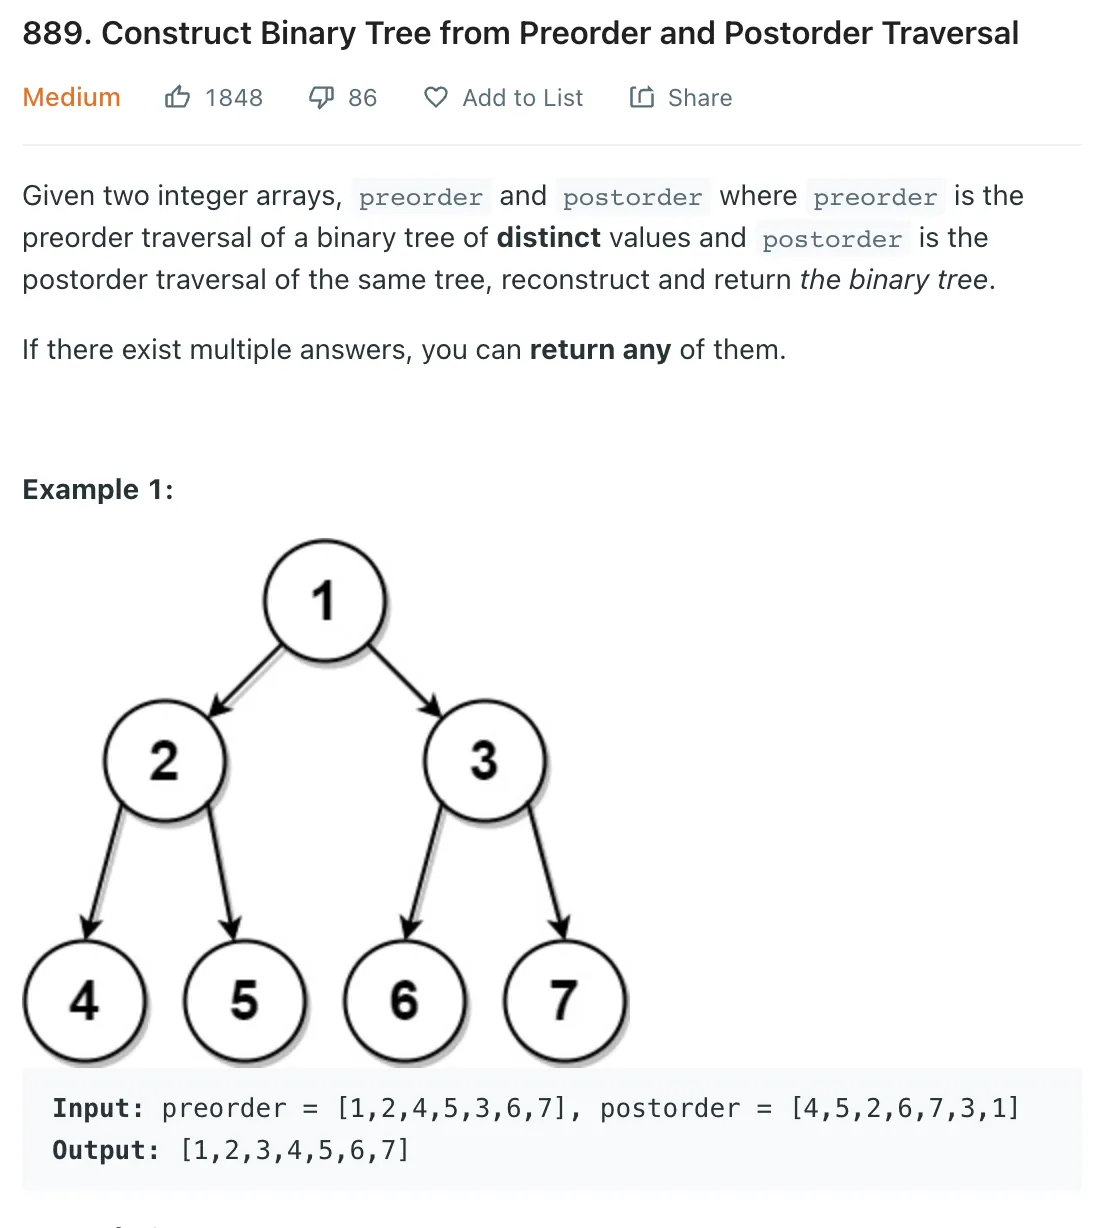 889. Construct Binary Tree from Preorder and Postorder Traversal
Medium 1848 86 Add to List Share
Given two integer arrays, preorder and postorder where preorder is the
preorder traversal of a binary tree of distinct values and postorder is the
postorder traversal of the same tree, reconstruct and return the binary tree.
If there exist multiple answers, you can return any of them.
Example 1:
1
2 3
4 5 6 7
Input: preorder = [1,2,4,5,3,6,7], postorder = [4,5,2,6,7,3,1]
Output: [1,2,3,4,5,6,7]